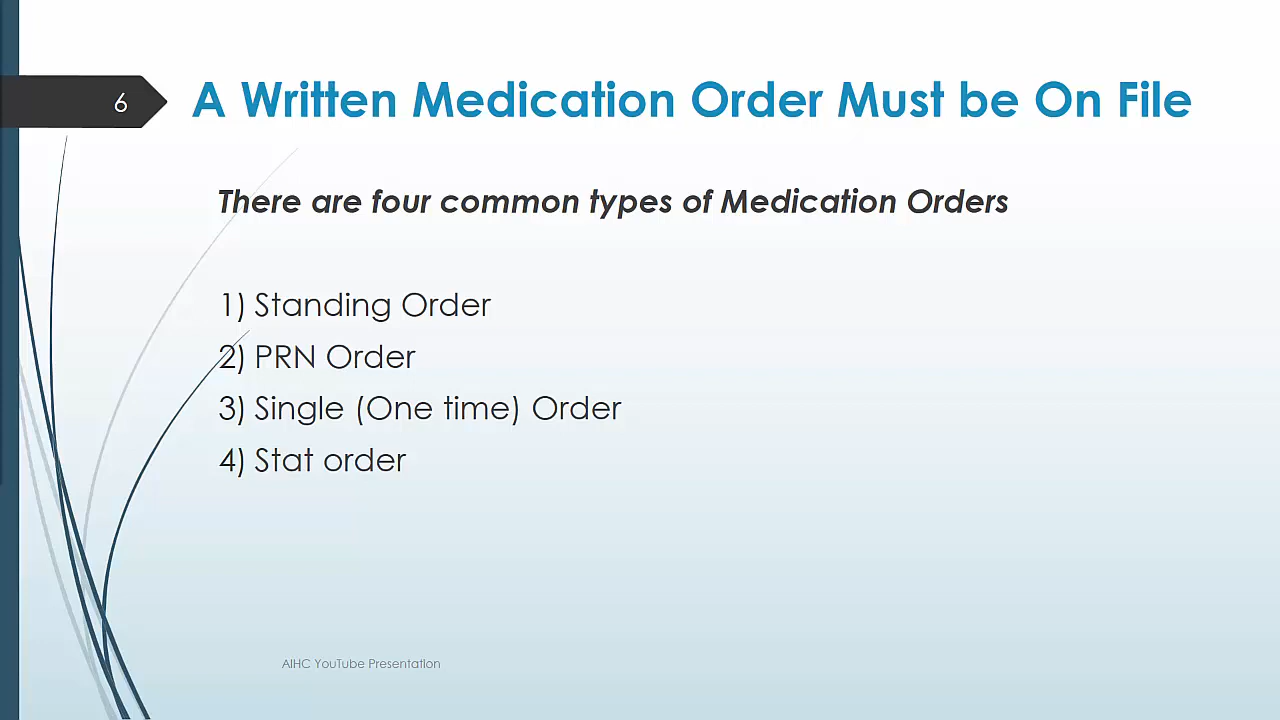 6
A Written Medication Order Must be On File
There are four common types of Medication Orders
1) Standing Order
2) PRN Order
3) Single (One time) Order
4) Stat order
AIHC YouTube Presentation